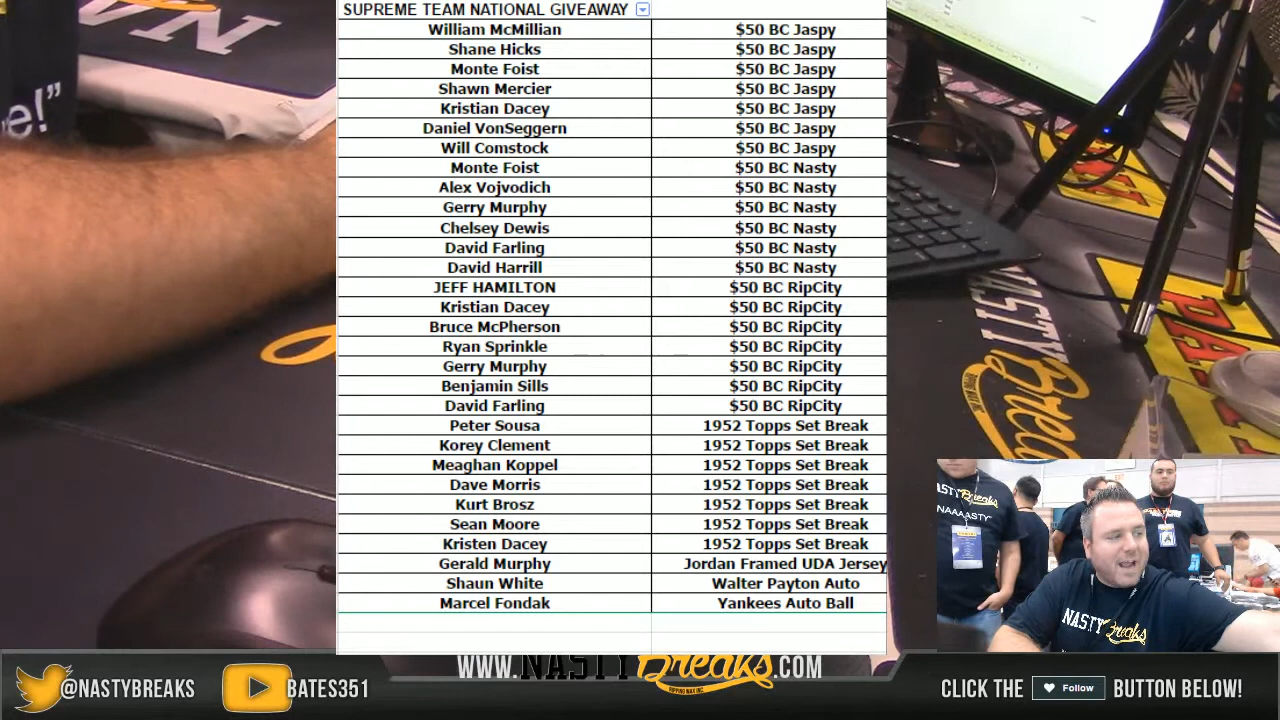 SUPREME TEAM NATIONAL GIVEAWAY
William McMillian $50 BC Jaspy
Shane Hicks $50 BC Jaspy
Monte Foist $50 BC Jaspy
Shawn Mercier $50 BC Jaspy
Kristian Dacey $50 BC Jaspy
Daniel VonSeggern $50 BC Jaspy
Will Comstock $50 BC Jaspy
Monte Foist $50 BC Nasty
Alex Vojvodich $50 BC Nasty
Gerry Murphy $50 BC Nasty
Chelsey Dewis $50 BC Nasty
David Farling $50 BC Nasty
David Harrill $50 BC Nasty
JEFF HAMILTON $50 BC RipCity
Kristian Dacey $50 BC RipCity
Bruce McPherson $50 BC RipCity
Ryan Sprinkle $50 BC RipCity
Gerry Murphy $50 BC RipCity
Benjamin Sills $50 BC RipCity
David Farling $50 BC RipCity
Peter Sousa 1952 Topps Set Break
Korey Clement 1952 Topps Set Break
Meaghan Koppel 1952 Topps Set Break
Dave Morris 1952 Topps Set Break
Kurt Brosz 1952 Topps Set Break
Sean Moore 1952 Topps Set Break
Kristen Dacey 1952 Topps Set Break
Gerald Murphy Jordan Framed UDA Jersey
Shaun White Walter Payton Auto
Marcel Fondak Yankees Auto Ball
e!”
NASTY
Breaks
NAAAASTY
NASTY Breaks
@NASTYBREAKS
BATES351
WWW.NASTYBreaks.COM
RIPPING WAX INC.
CLICK THE Follow BUTTON BELOW!